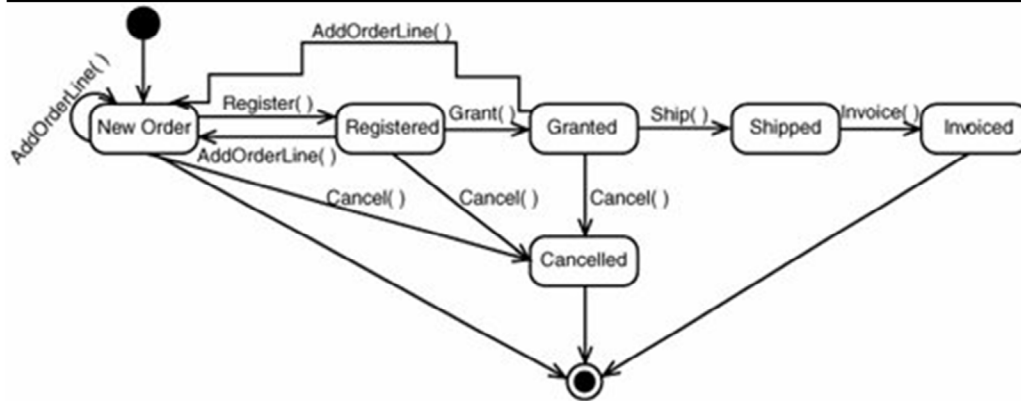 AddOrderLine( )
AddOrderLine( )
New Order
Register( )
Registered
Grant( )
Granted
Ship( )
Shipped
Invoice( )
Invoiced
AddOrderLine( )
Cancel( )
Cancel( )
Cancel( )
Cancelled